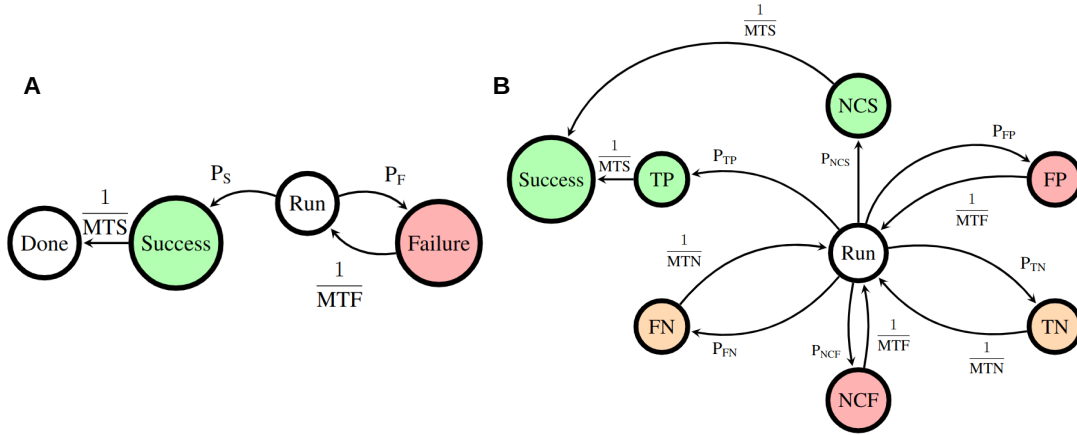 A
1
MTS
Done
Success
P_S
Run
P_F
Failure
1
MTF
B
1
MTS
NCS
P_NCS
P_FP
FP
1
MTF
Success
1
MTS
TP
P_TP
Run
P_TN
TN
1
MTN
1
MTN
FN
P_FN
P_NCF
1
MTF
NCF